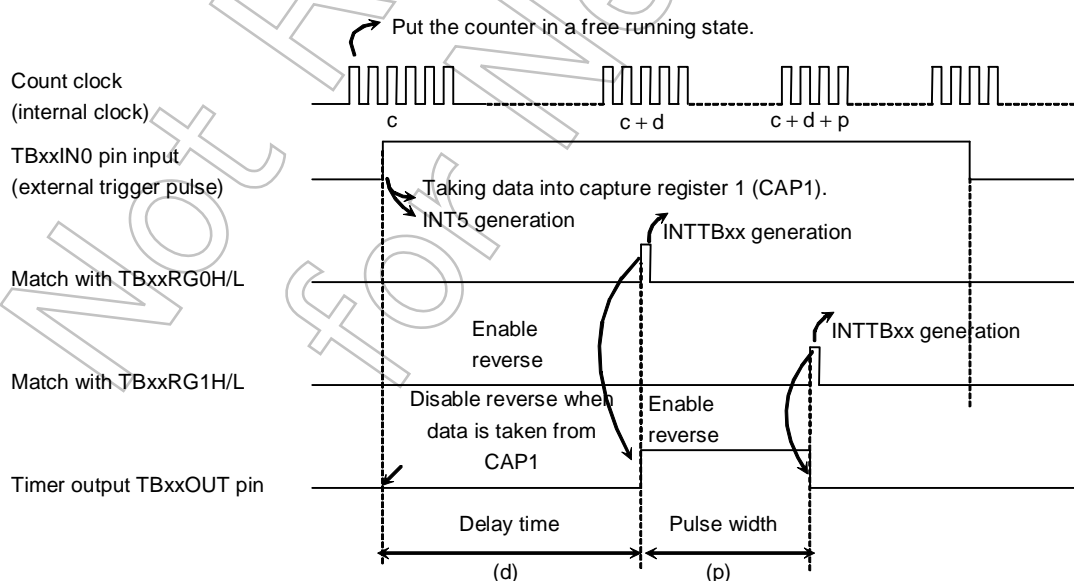 Put the counter in a free running state.
Count clock
(internal clock)
c
c + d
c + d + p
TBxxIN0 pin input
(external trigger pulse)
Taking data into capture register 1 (CAP1).
INT5 generation
INTTBxx generation
Match with TBxxRG0H/L
Enable
reverse
INTTBxx generation
Match with TBxxRG1H/L
Disable reverse when
data is taken from
CAP1
Enable
reverse
Timer output TBxxOUT pin
Delay time
Pulse width
(d)
(p)
Not R
for N